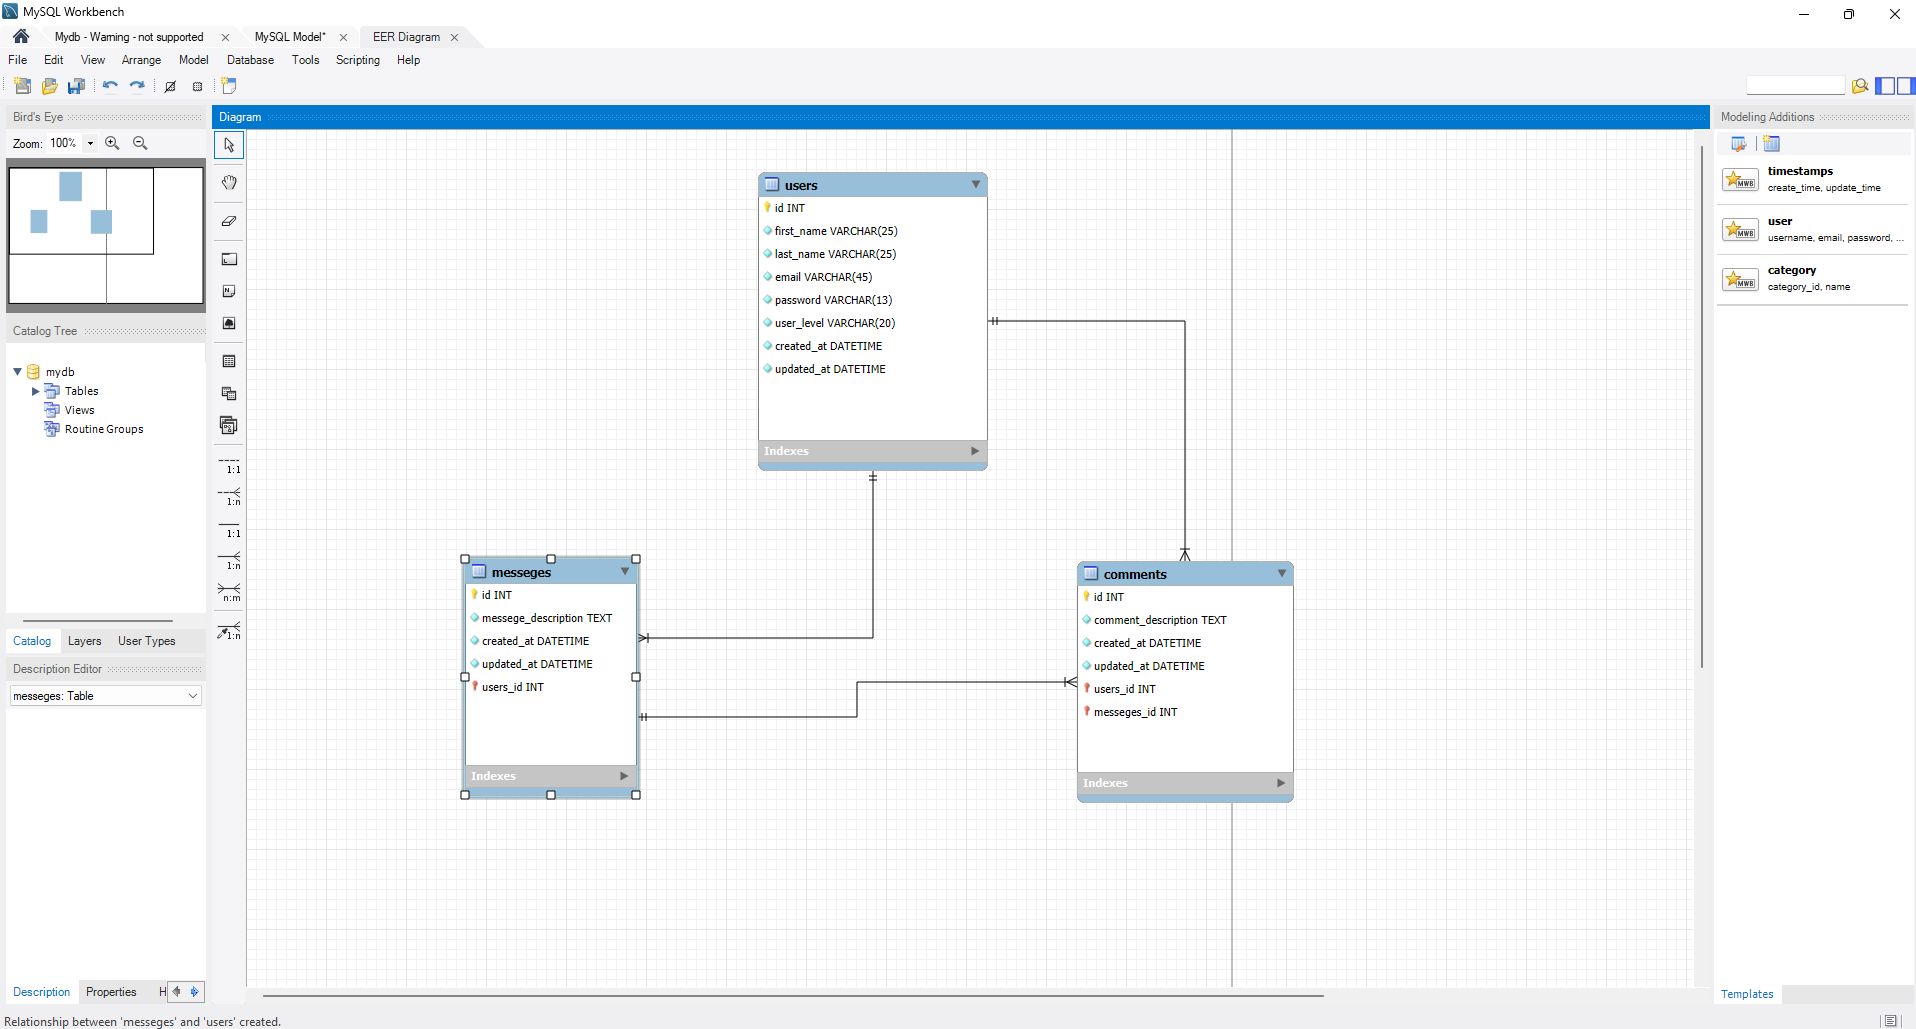 MySQL Workbench
Mydb - Warning - not supported
MySQL Model*
EER Diagram
File Edit View Arrange Model Database Tools Scripting Help
Bird's Eye
Zoom: 100%
Catalog Tree
mydb
Tables
Views
Routine Groups
Catalog Layers User Types
Description Editor
messeges: Table
Description Properties H
Relationship between 'messeges' and 'users' created.
Diagram
1:1
1:n
1:1
1:n
n:m
1:n
users
id INT
first_name VARCHAR(25)
last_name VARCHAR(25)
email VARCHAR(45)
password VARCHAR(13)
user_level VARCHAR(20)
created_at DATETIME
updated_at DATETIME
Indexes
messeges
id INT
messege_description TEXT
created_at DATETIME
updated_at DATETIME
users_id INT
Indexes
comments
id INT
comment_description TEXT
created_at DATETIME
updated_at DATETIME
users_id INT
messeges_id INT
Indexes
Modeling Additions
MWB
timestamps
create_time, update_time
MWB
user
username, email, password, ...
MWB
category
category_id, name
Templates